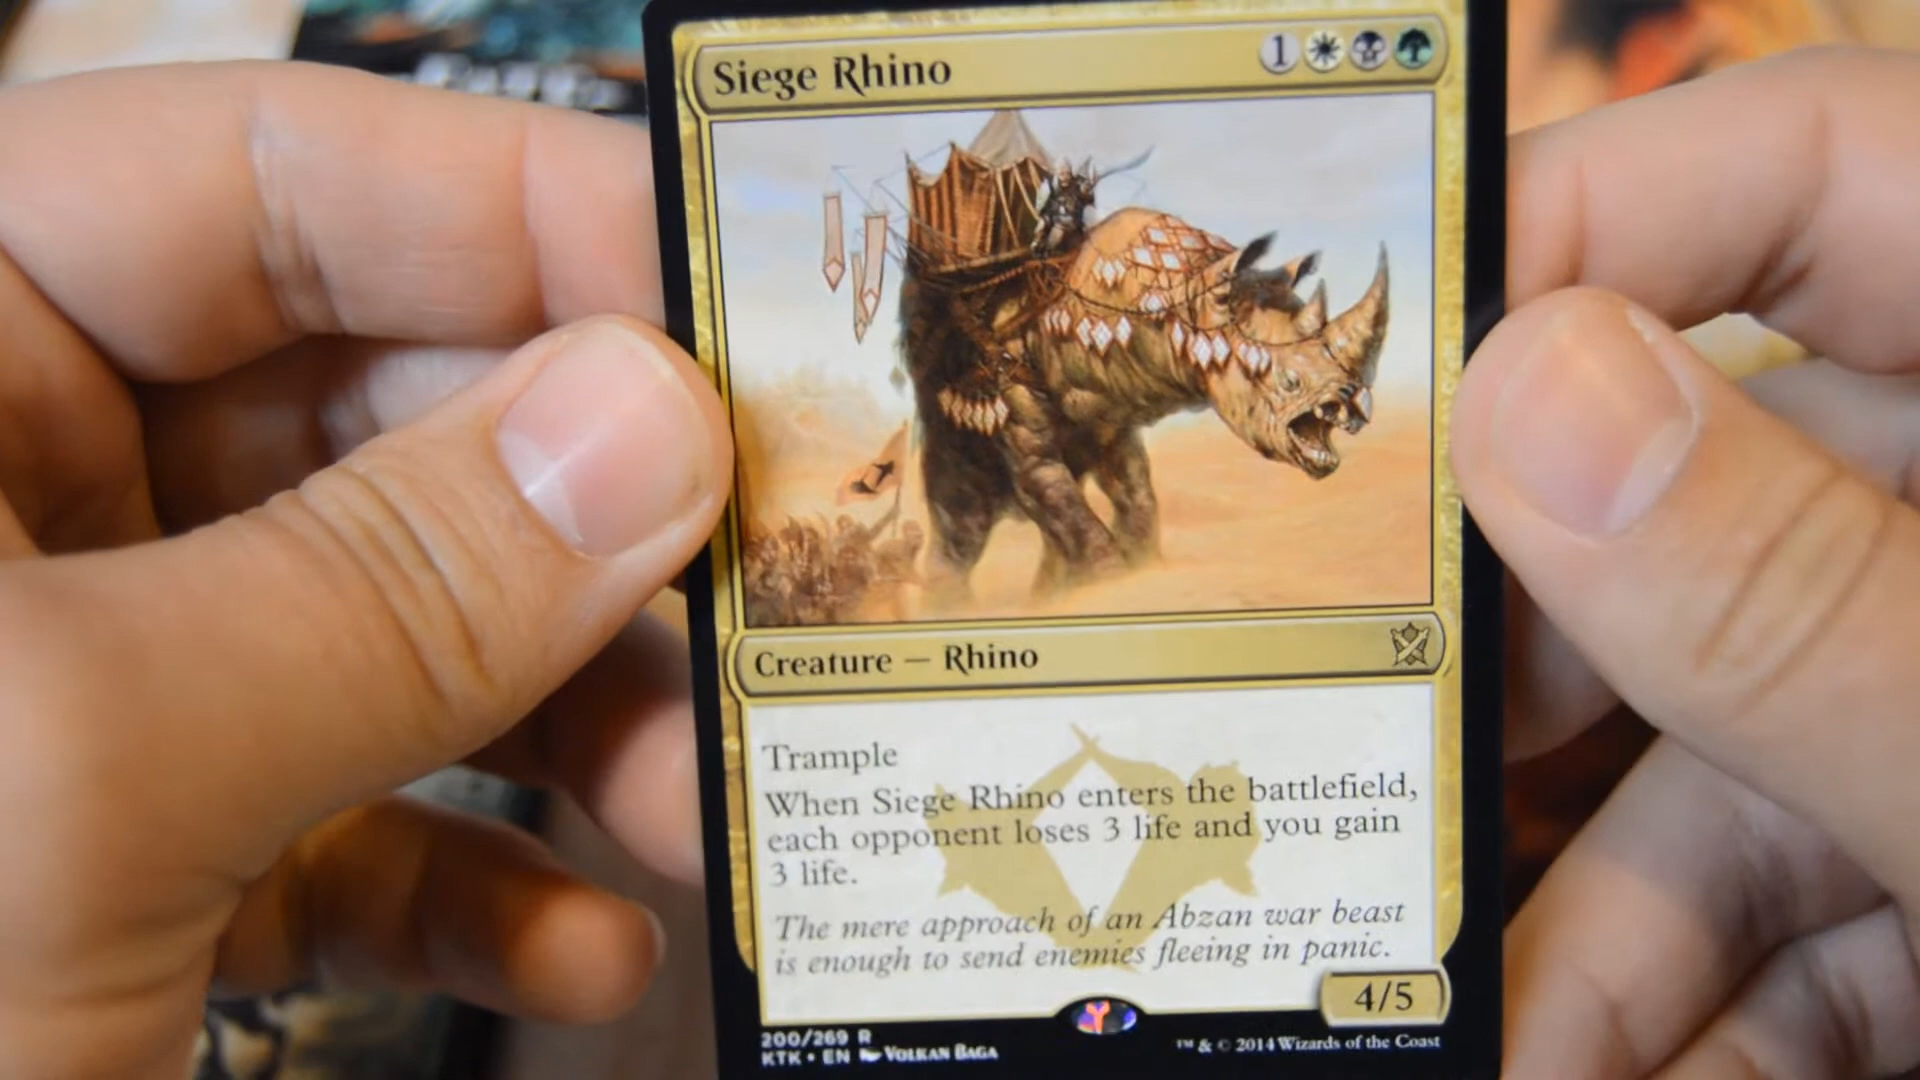 Siege Rhino 1
Creature — Rhino
Trample
When Siege Rhino enters the battlefield,
each opponent loses 3 life and you gain
3 life.
The mere approach of an Abzan war beast
is enough to send enemies fleeing in panic.
4/5
200/269 R
KTK • EN Volkan Baga
™ & © 2014 Wizards of the Coast